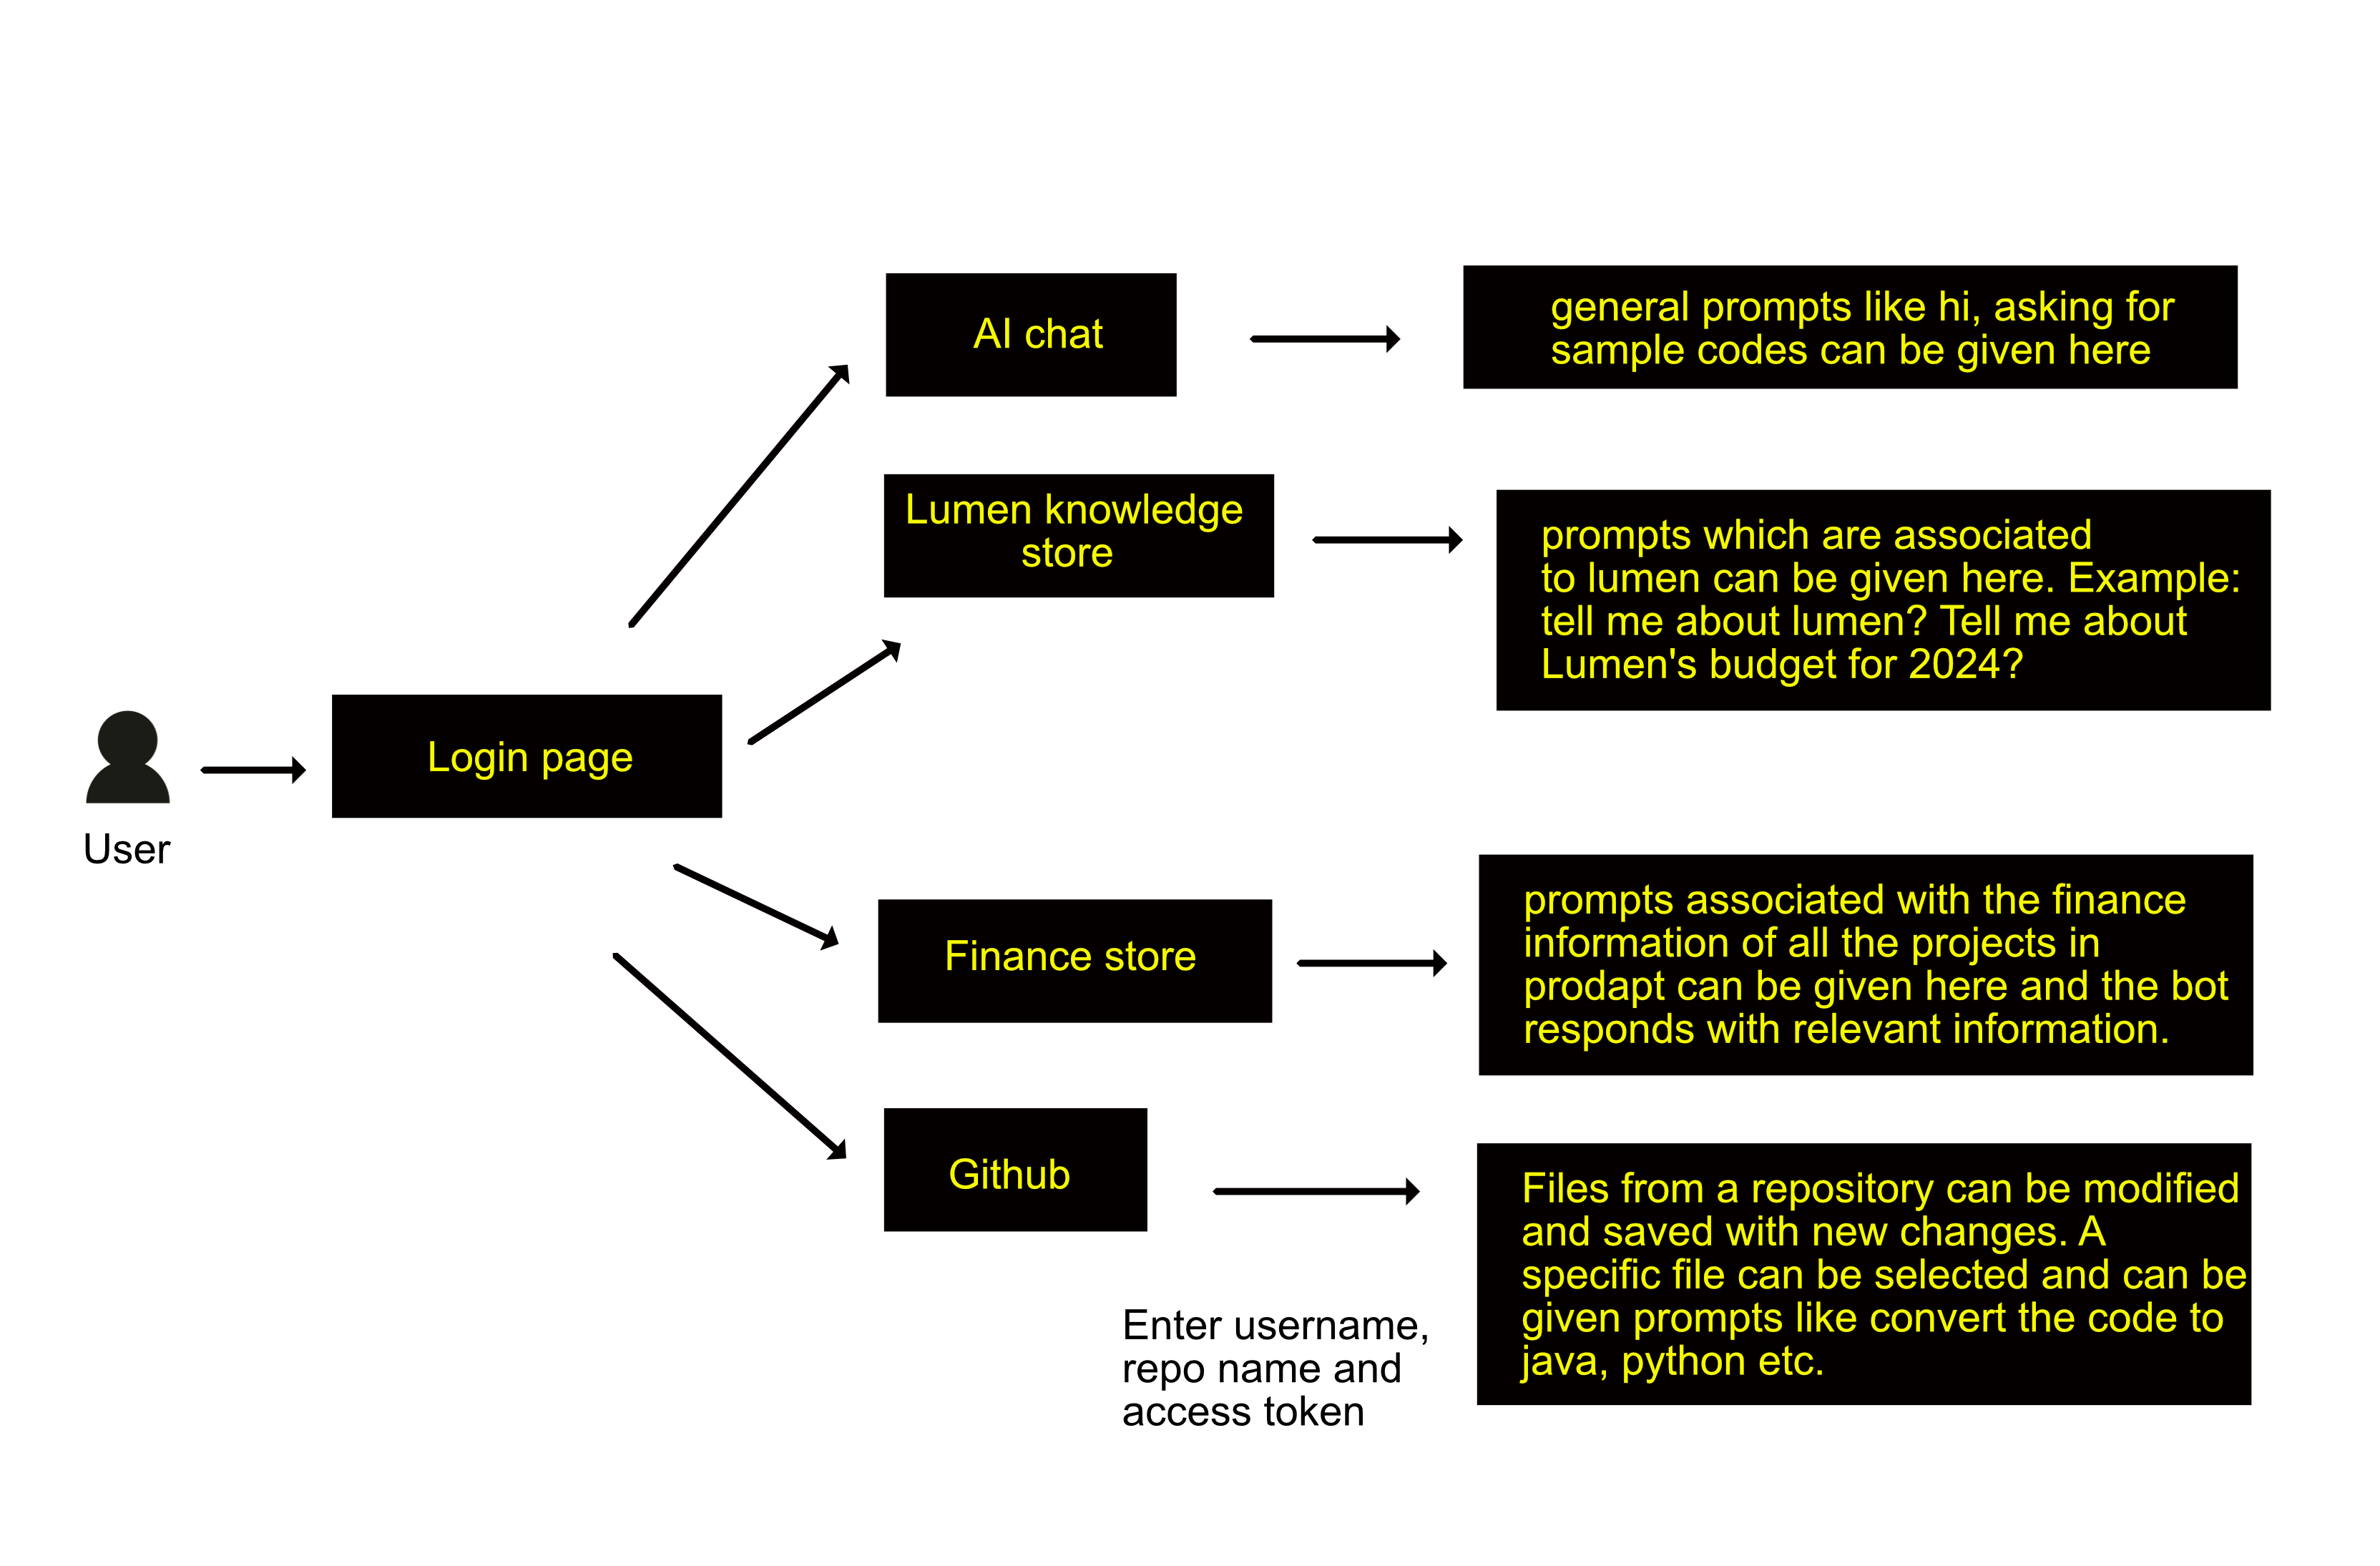 AI chat
general prompts like hi, asking for
sample codes can be given here
Lumen knowledge
store
prompts which are associated
to lumen can be given here. Example:
tell me about lumen? Tell me about
Lumen's budget for 2024?
Login page
User
Finance store
prompts associated with the finance
information of all the projects in
prodapt can be given here and the bot
responds with relevant information.
Github
Enter username,
repo name and
access token
Files from a repository can be modified
and saved with new changes. A
specific file can be selected and can be
given prompts like convert the code to
java, python etc.